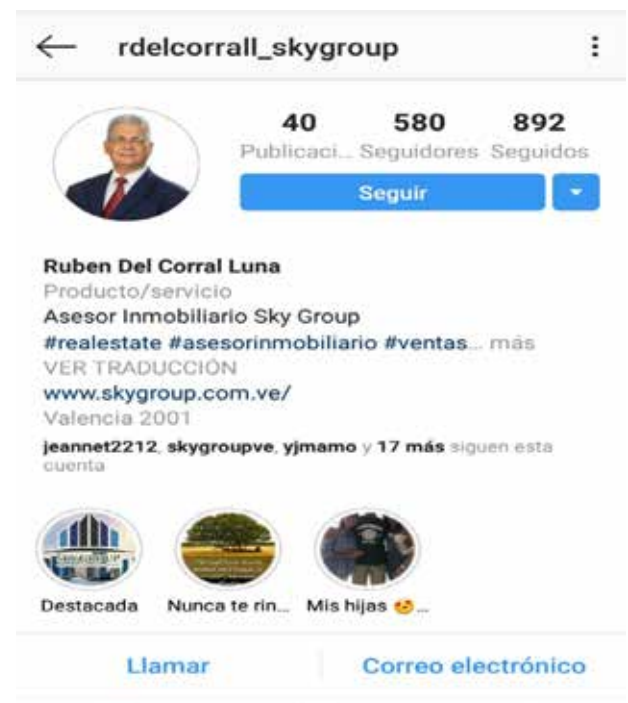 rdelcorrall_skygroup
40 580 892
Publicaci... Seguidores Seguidos
Seguir
Ruben Del Corral Luna
Producto/servicio
Asesor Inmobiliario Sky Group
#realestate #asesorinmobiliario #ventas... más
VER TRADUCCIÓN
www.skygroup.com.ve/
Valencia 2001
jeannet2212, skygroupve, yjmamo y 17 más siguen esta
cuenta
Destacada Nunca te rin... Mis hijas 😍...
Llamar Correo electrónico